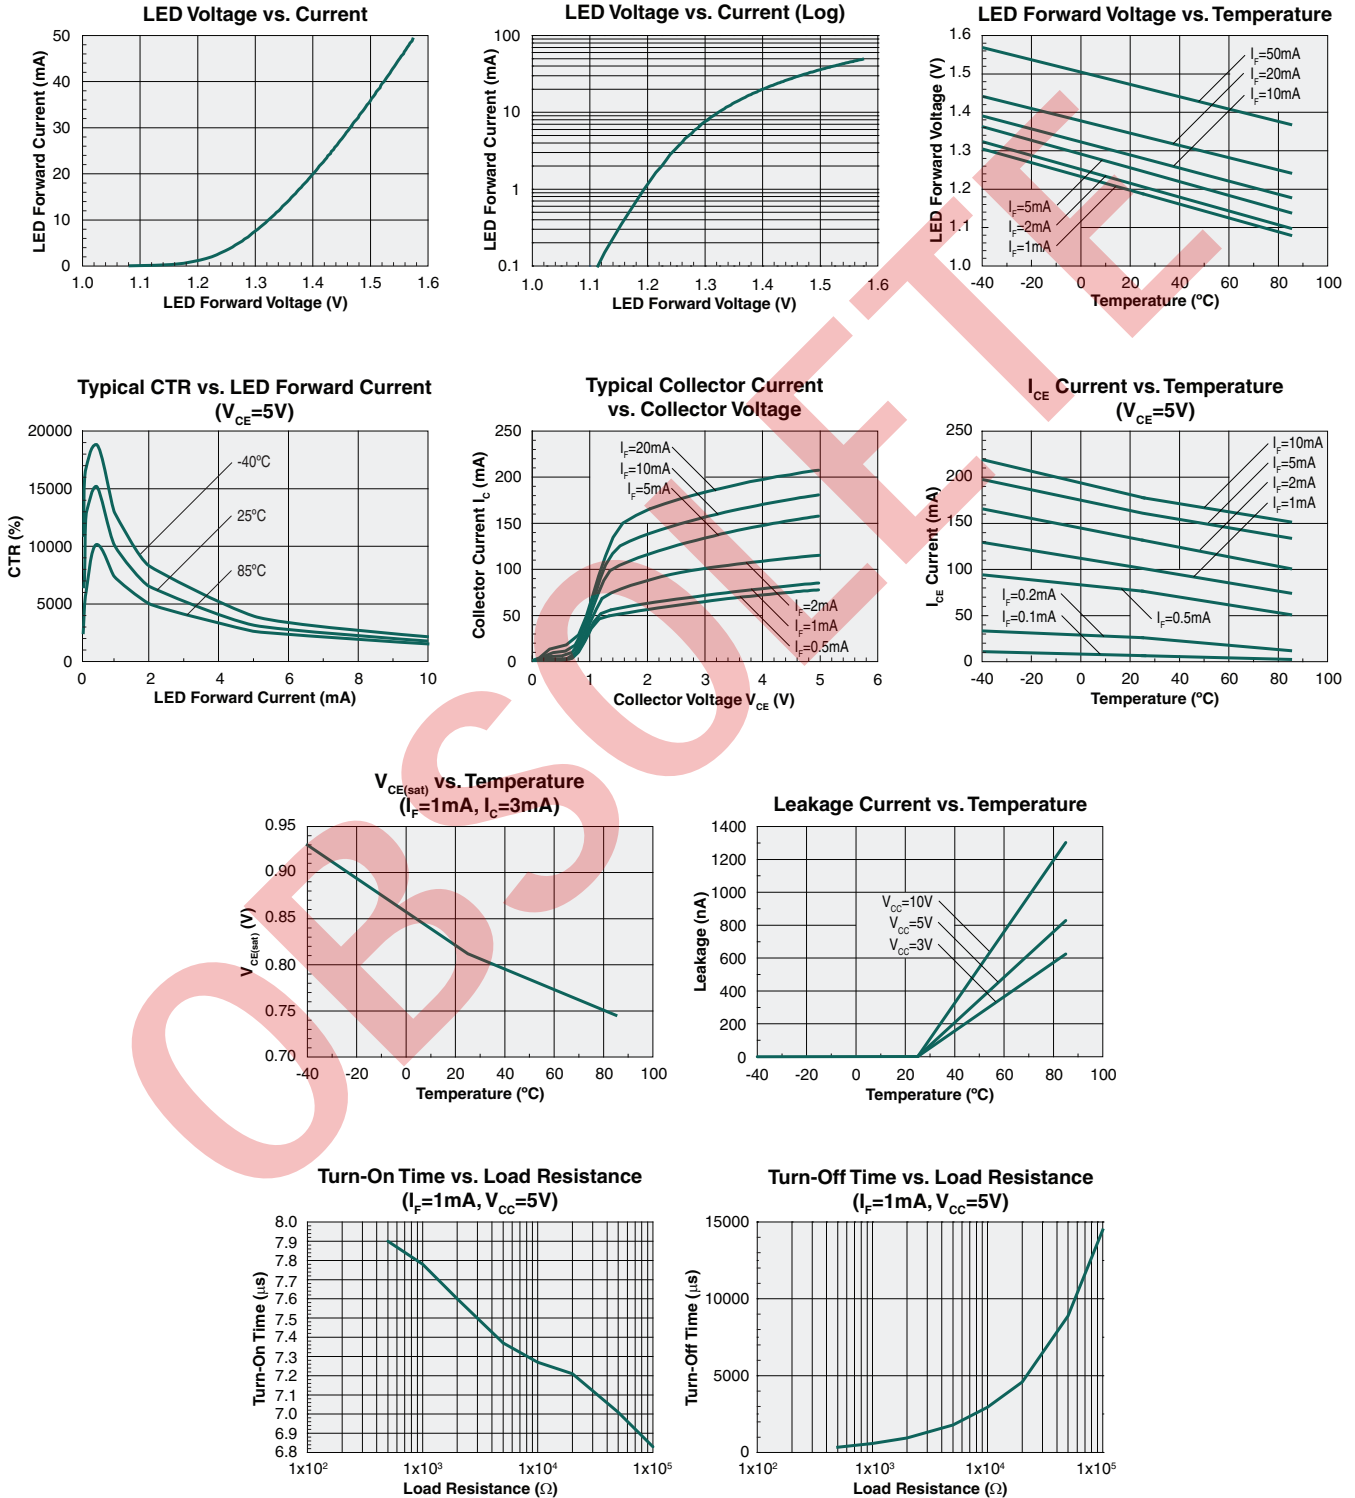 LED Voltage vs. Current
LED Forward Current (mA)
50
40
30
20
10
0
1.0 1.1 1.2 1.3 1.4 1.5 1.6
LED Forward Voltage (V)
LED Voltage vs. Current (Log)
LED Forward Current (mA)
100
10
1
0.1
1.0 1.1 1.2 1.3 1.4 1.5 1.6
LED Forward Voltage (V)
LED Forward Voltage vs. Temperature
LED Forward Voltage (V)
1.6
1.5
1.4
1.3
1.2
1.1
1.0
IF=50mA
IF=20mA
IF=10mA
IF=5mA
IF=2mA
IF=1mA
-40 -20 0 20 40 60 80 100
Temperature (ºC)
Typical CTR vs. LED Forward Current
(VCE=5V)
CTR (%)
20000
15000
10000
5000
0
-40ºC
25ºC
85ºC
0 2 4 6 8 10
LED Forward Current (mA)
Typical Collector Current
vs. Collector Voltage
Collector Current IC (mA)
250
200
150
100
50
0
IF=20mA
IF=10mA
IF=5mA
IF=2mA
IF=1mA
IF=0.5mA
0 1 2 3 4 5 6
Collector Voltage VCE (V)
ICE Current vs. Temperature
(VCE=5V)
ICE Current (mA)
250
200
150
100
50
0
IF=10mA
IF=5mA
IF=2mA
IF=1mA
IF=0.2mA
IF=0.1mA
IF=0.5mA
-40 -20 0 20 40 60 80 100
Temperature (ºC)
VCE(sat) vs. Temperature
(IF=1mA, IC=3mA)
VCE(sat) (V)
0.95
0.90
0.85
0.80
0.75
0.70
-40 -20 0 20 40 60 80 100
Temperature (ºC)
Leakage Current vs. Temperature
Leakage (nA)
1400
1200
1000
800
600
400
200
0
VCC=10V
VCC=5V
VCC=3V
-40 -20 0 20 40 60 80 100
Temperature (ºC)
Turn-On Time vs. Load Resistance
(IF=1mA, VCC=5V)
Turn-On Time (µs)
8.0
7.9
7.8
7.7
7.6
7.5
7.4
7.3
7.2
7.1
7.0
6.9
6.8
1x10² 1x10³ 1x10⁴ 1x10⁵
Load Resistance (Ω)
Turn-Off Time vs. Load Resistance
(IF=1mA, VCC=5V)
Turn-Off Time (µs)
15000
10000
5000
0
1x10² 1x10³ 1x10⁴ 1x10⁵
Load Resistance (Ω)
OBSOLETE